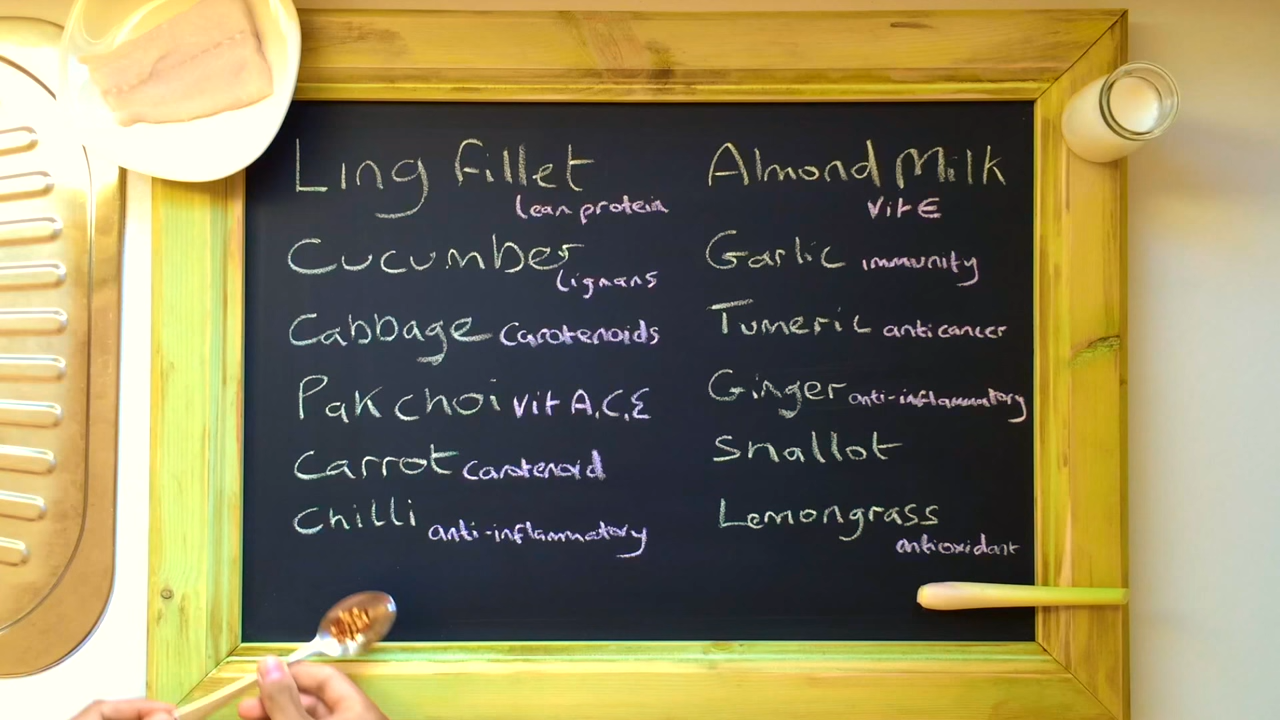 Ling fillet
lean protein
Cucumber
Lignans
Cabbage Carotenoids
Pak choi vit A,C,E
Carrot carotenoid
Chilli
anti-inflammatory
Almond Milk
Vit E
Garlic immunity
Tumeric anticancer
Ginger anti-inflammatory
Shallot
Lemongrass
antioxidant